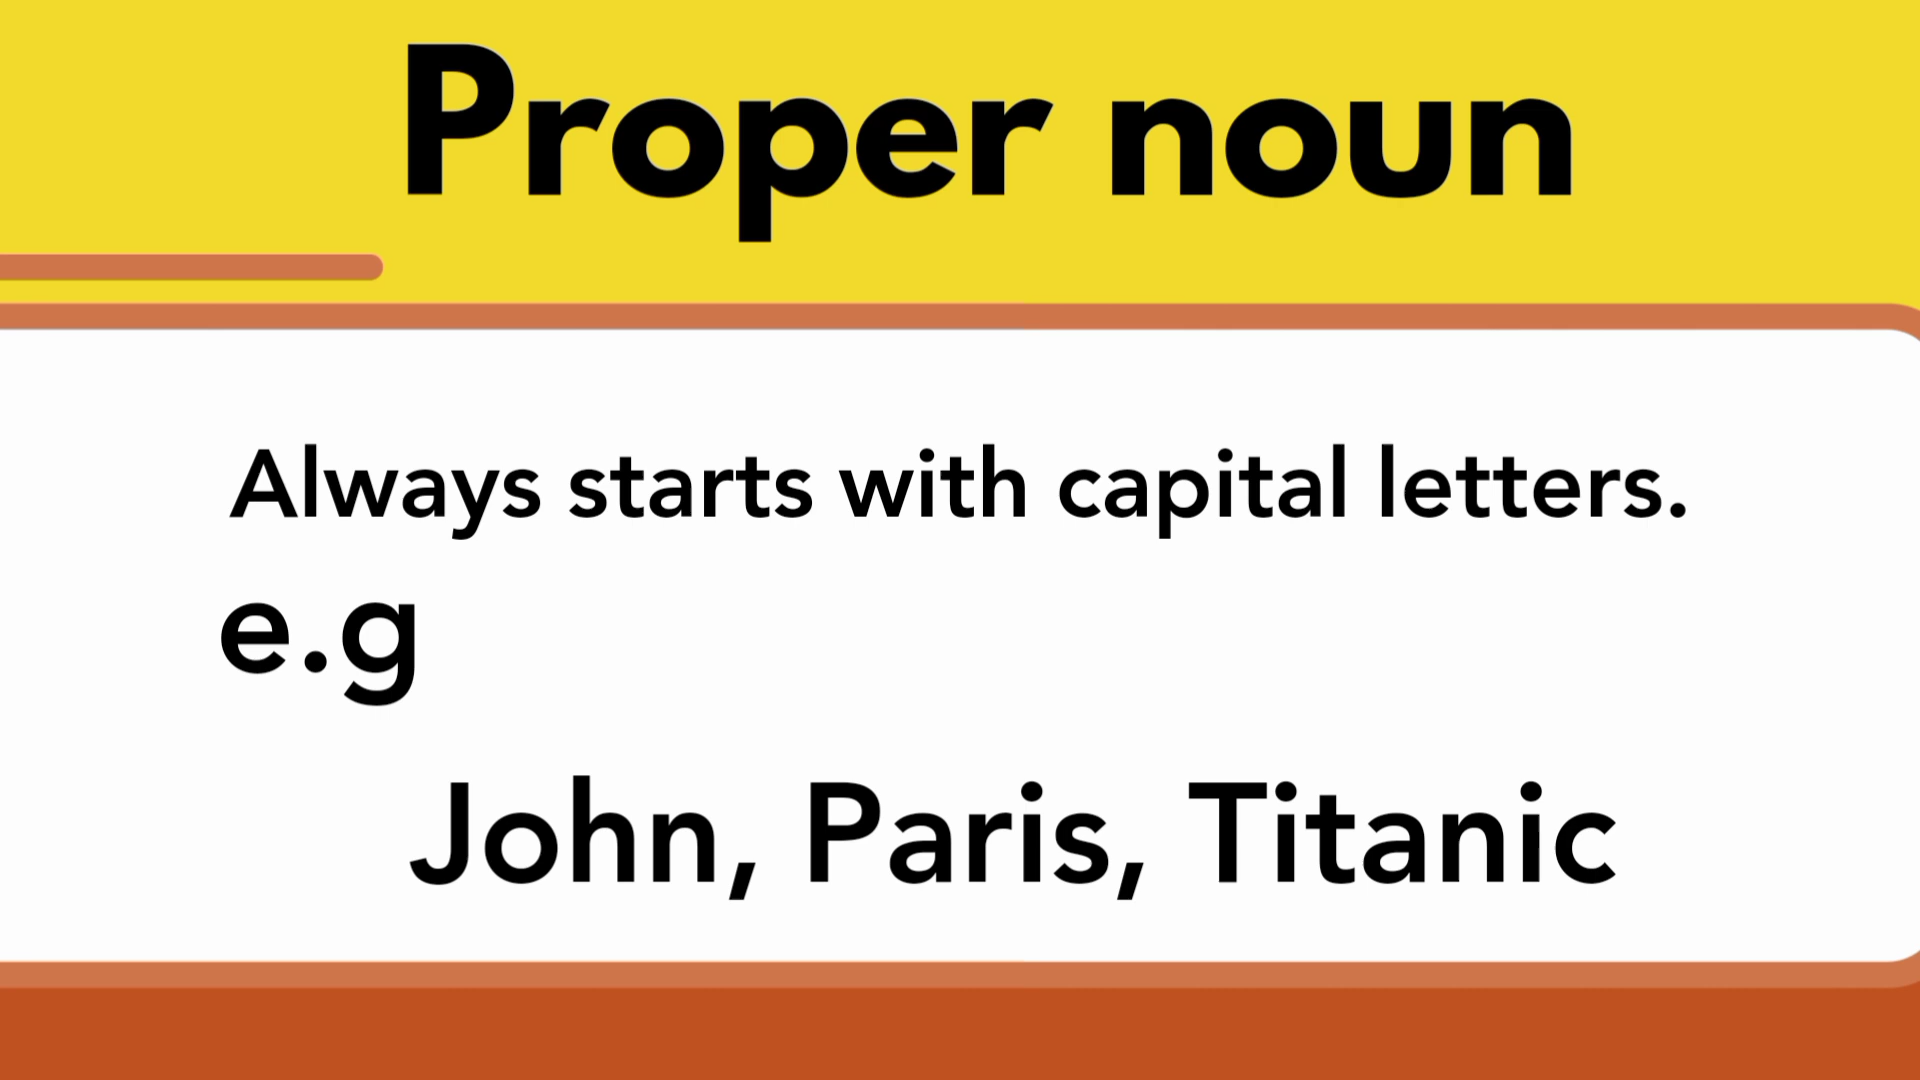 Proper noun
Always starts with capital letters.
e.g
John, Paris, Titanic